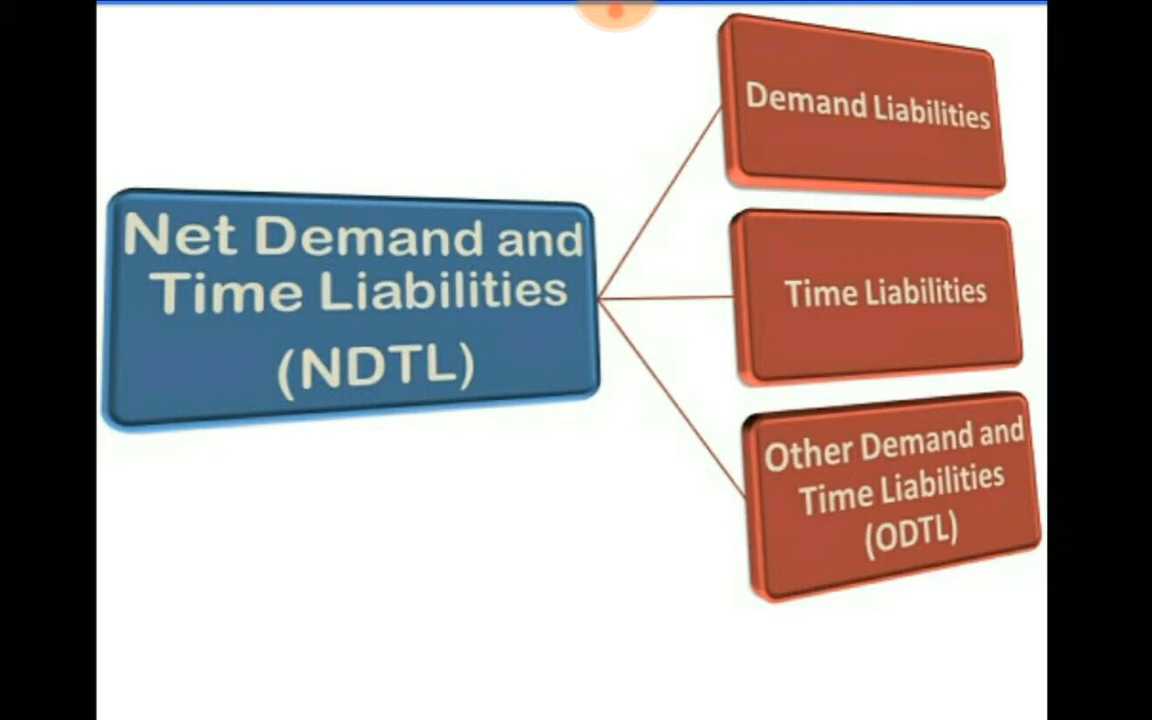 Net Demand and
Time Liabilities
(NDTL)
Demand Liabilities
Time Liabilities
Other Demand and
Time Liabilities
(ODTL)